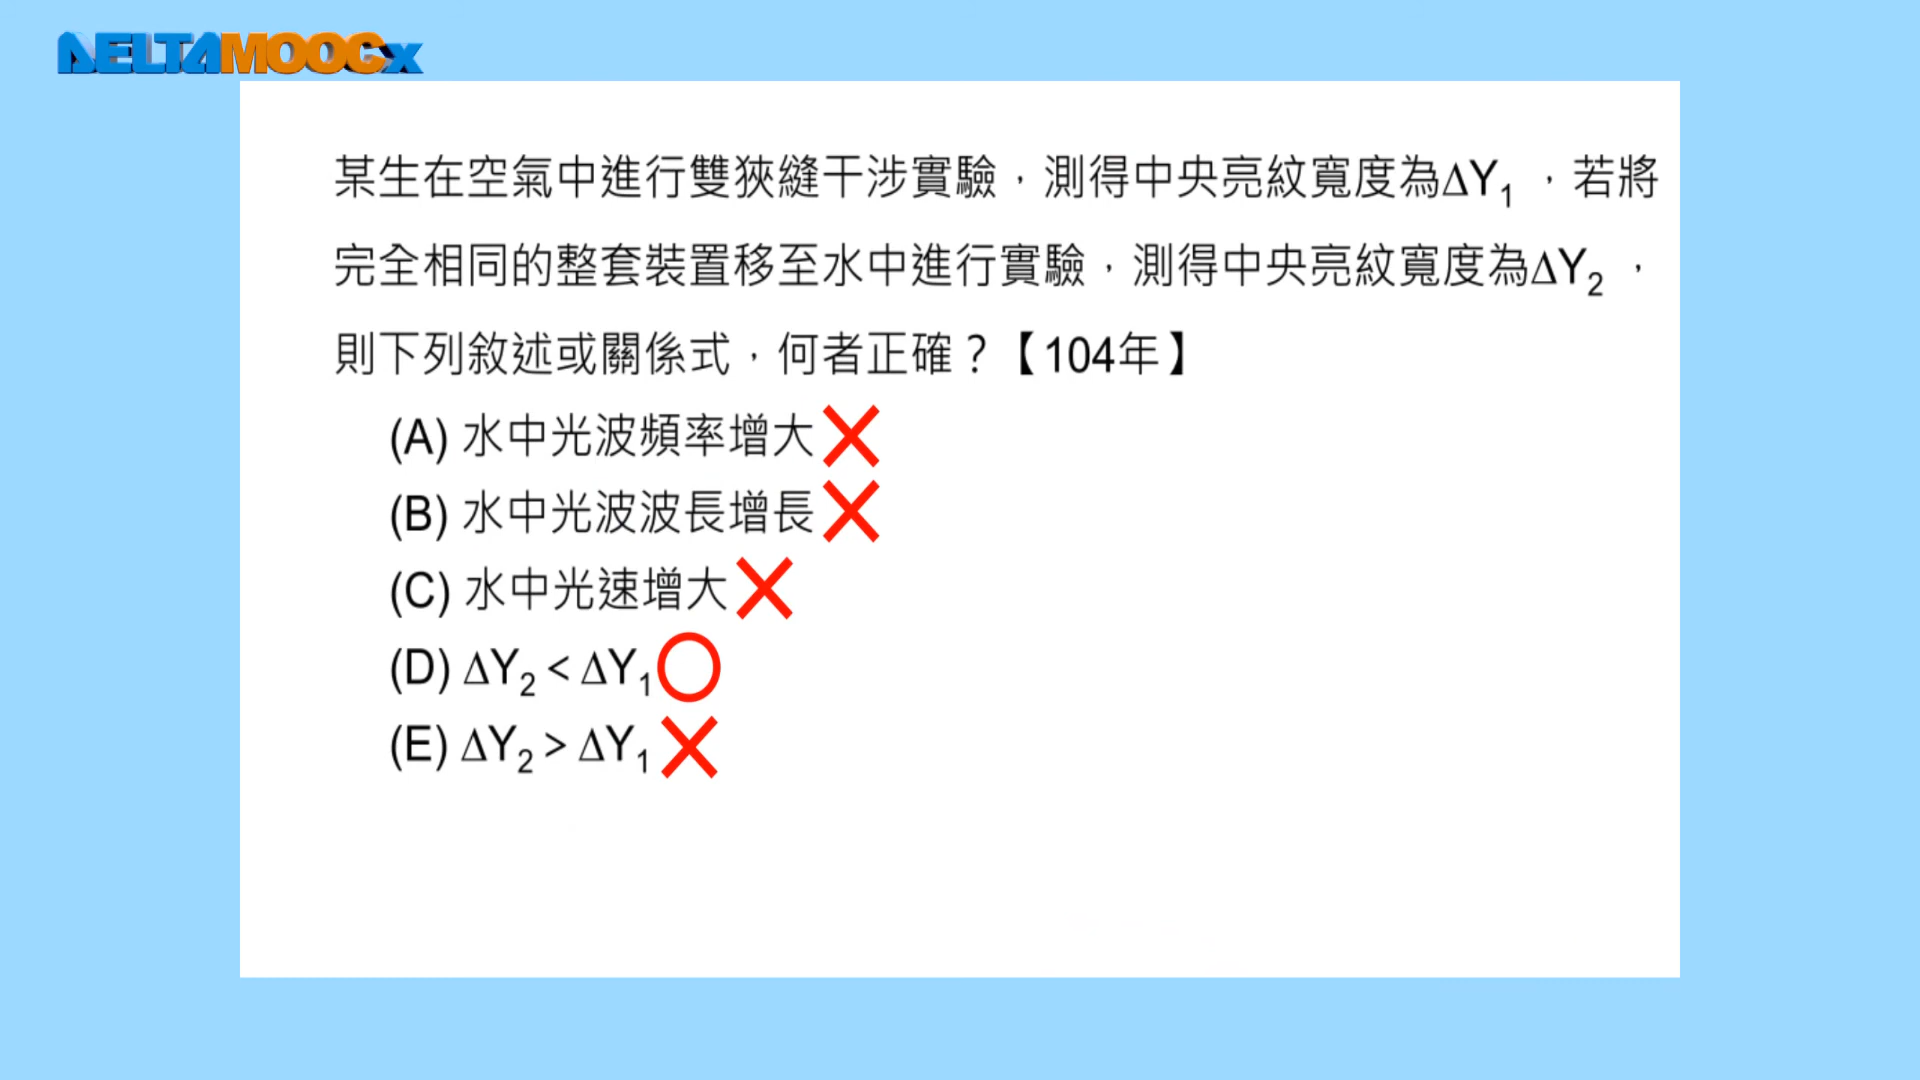 DELTAMOOCx
某生在空氣中進行雙狹縫干涉實驗，測得中央亮紋寬度為ΔY₁，若將
完全相同的整套裝置移至水中進行實驗，測得中央亮紋寬度為ΔY₂，
則下列敘述或關係式，何者正確？【104年】
(A) 水中光波頻率增大
(B) 水中光波波長增長
(C) 水中光速增大
(D) ΔY₂ < ΔY₁
(E) ΔY₂ > ΔY₁